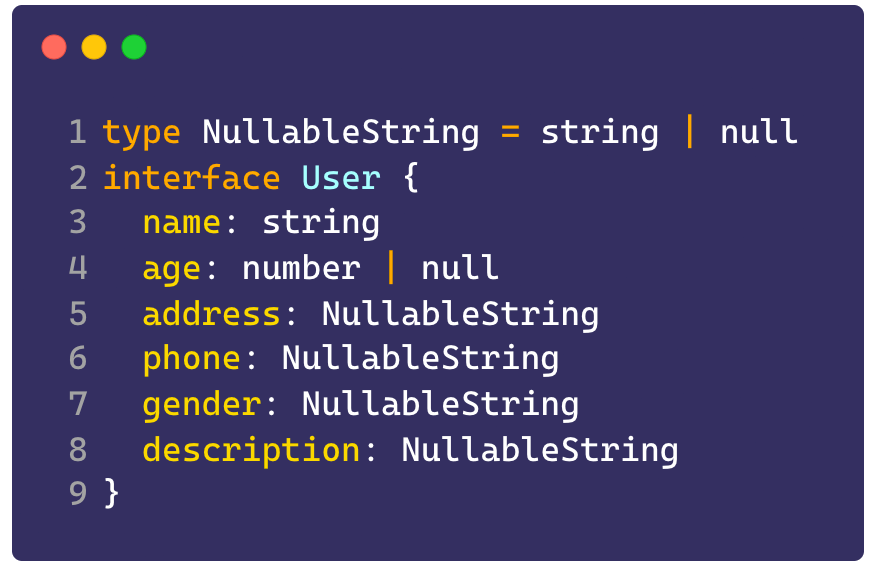 1 type NullableString = string | null
2 interface User {
3   name: string
4   age: number | null
5   address: NullableString
6   phone: NullableString
7   gender: NullableString
8   description: NullableString
9 }